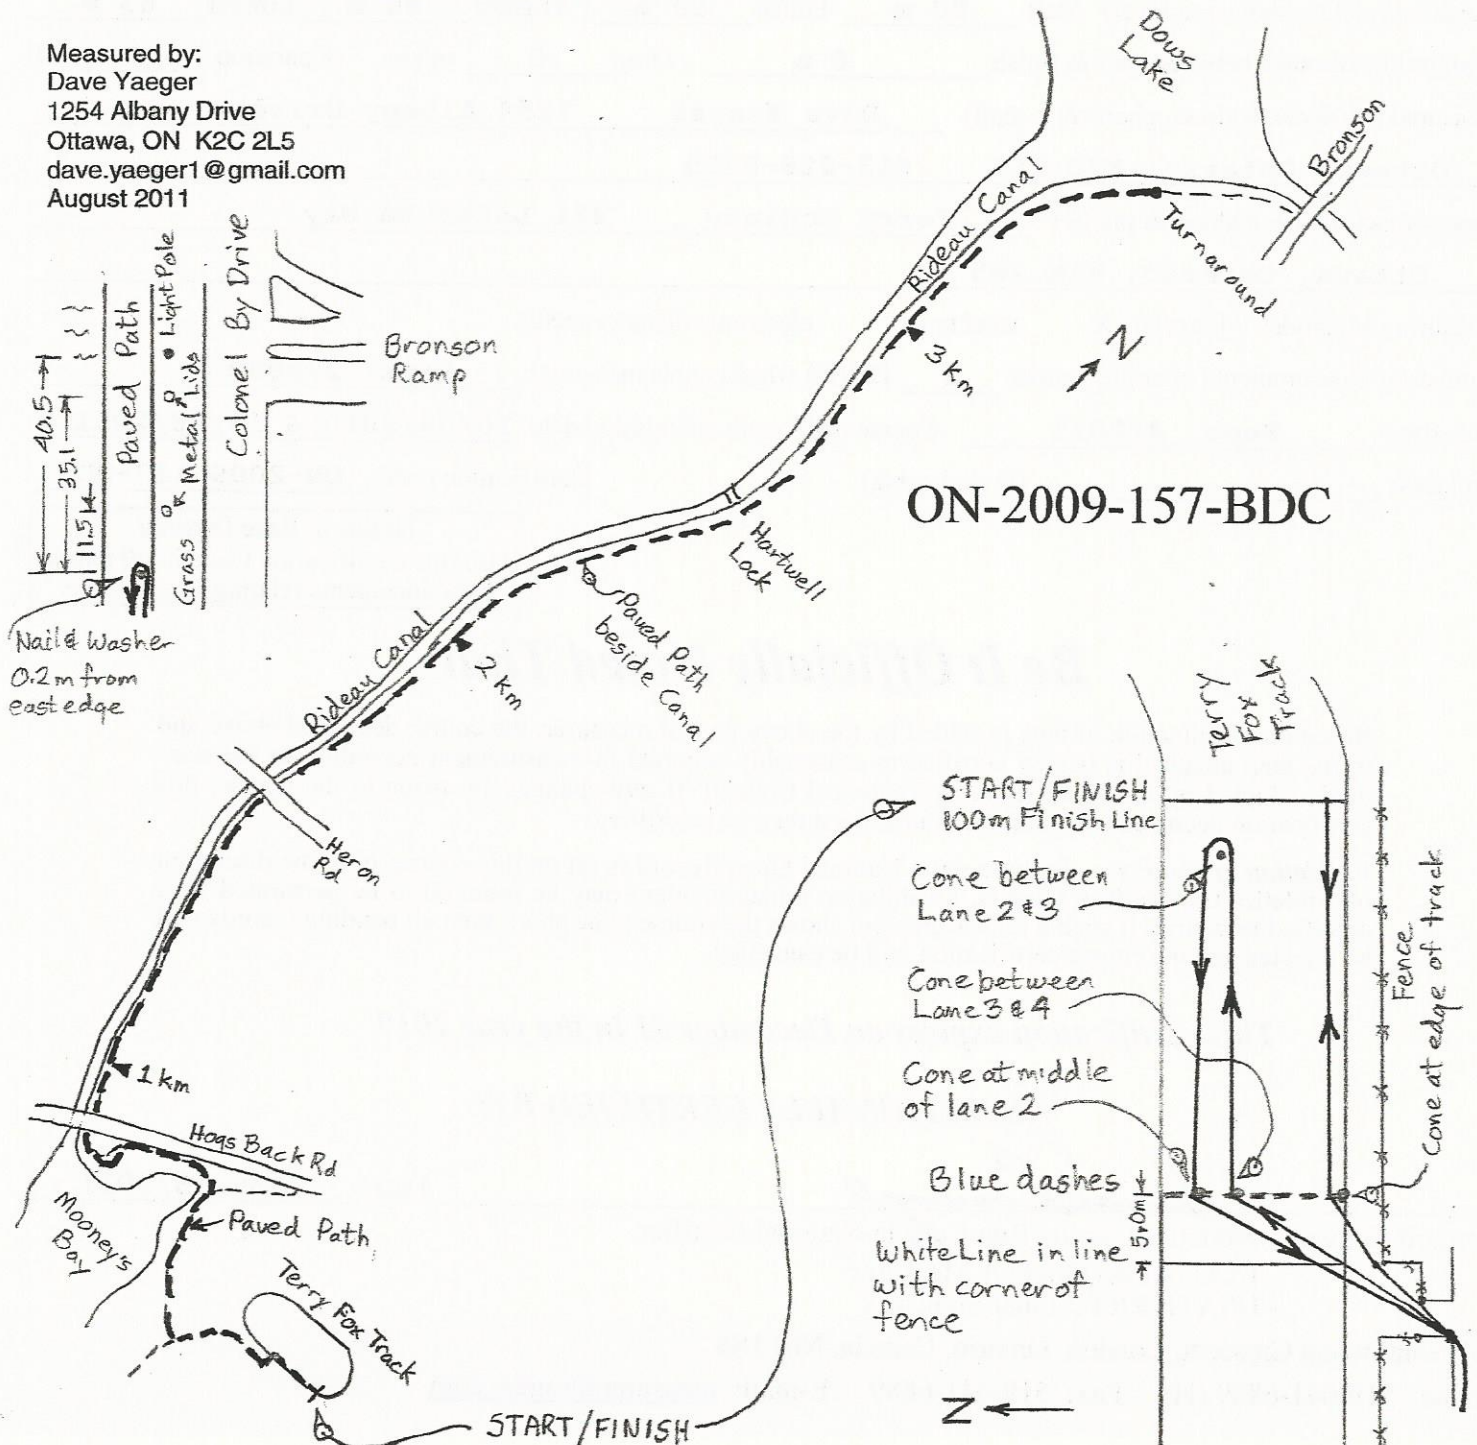 Measured by:
Dave Yaeger
1254 Albany Drive
Ottawa, ON  K2C 2L5
dave.yaeger1@gmail.com
August 2011
Dows
Lake
Bronson
Rideau Canal
Turnaround
3 km
N
ON-2009-157-BDC
Hartwell
Lock
Paved Path
beside Canal
Rideau Canal
2 km
Heron
Rd
1 km
Hogs Back Rd
Mooney's
Bay
Paved Path
Terry Fox Track
START/FINISH
40.5
35.1
11.5
Paved Path
Light Pole
Metal Lids
Grass
Colonel By Drive
Bronson
Ramp
Nail & Washer
0.2m from
east edge
Terry
Fox
Track
START/FINISH
100m Finish Line
Cone between
Lane 2 & 3
Cone between
Lane 3 & 4
Cone at middle
of lane 2
Blue dashes
5.0m
White Line in line
with corner of
fence
Fence
Cone at edge of track
N